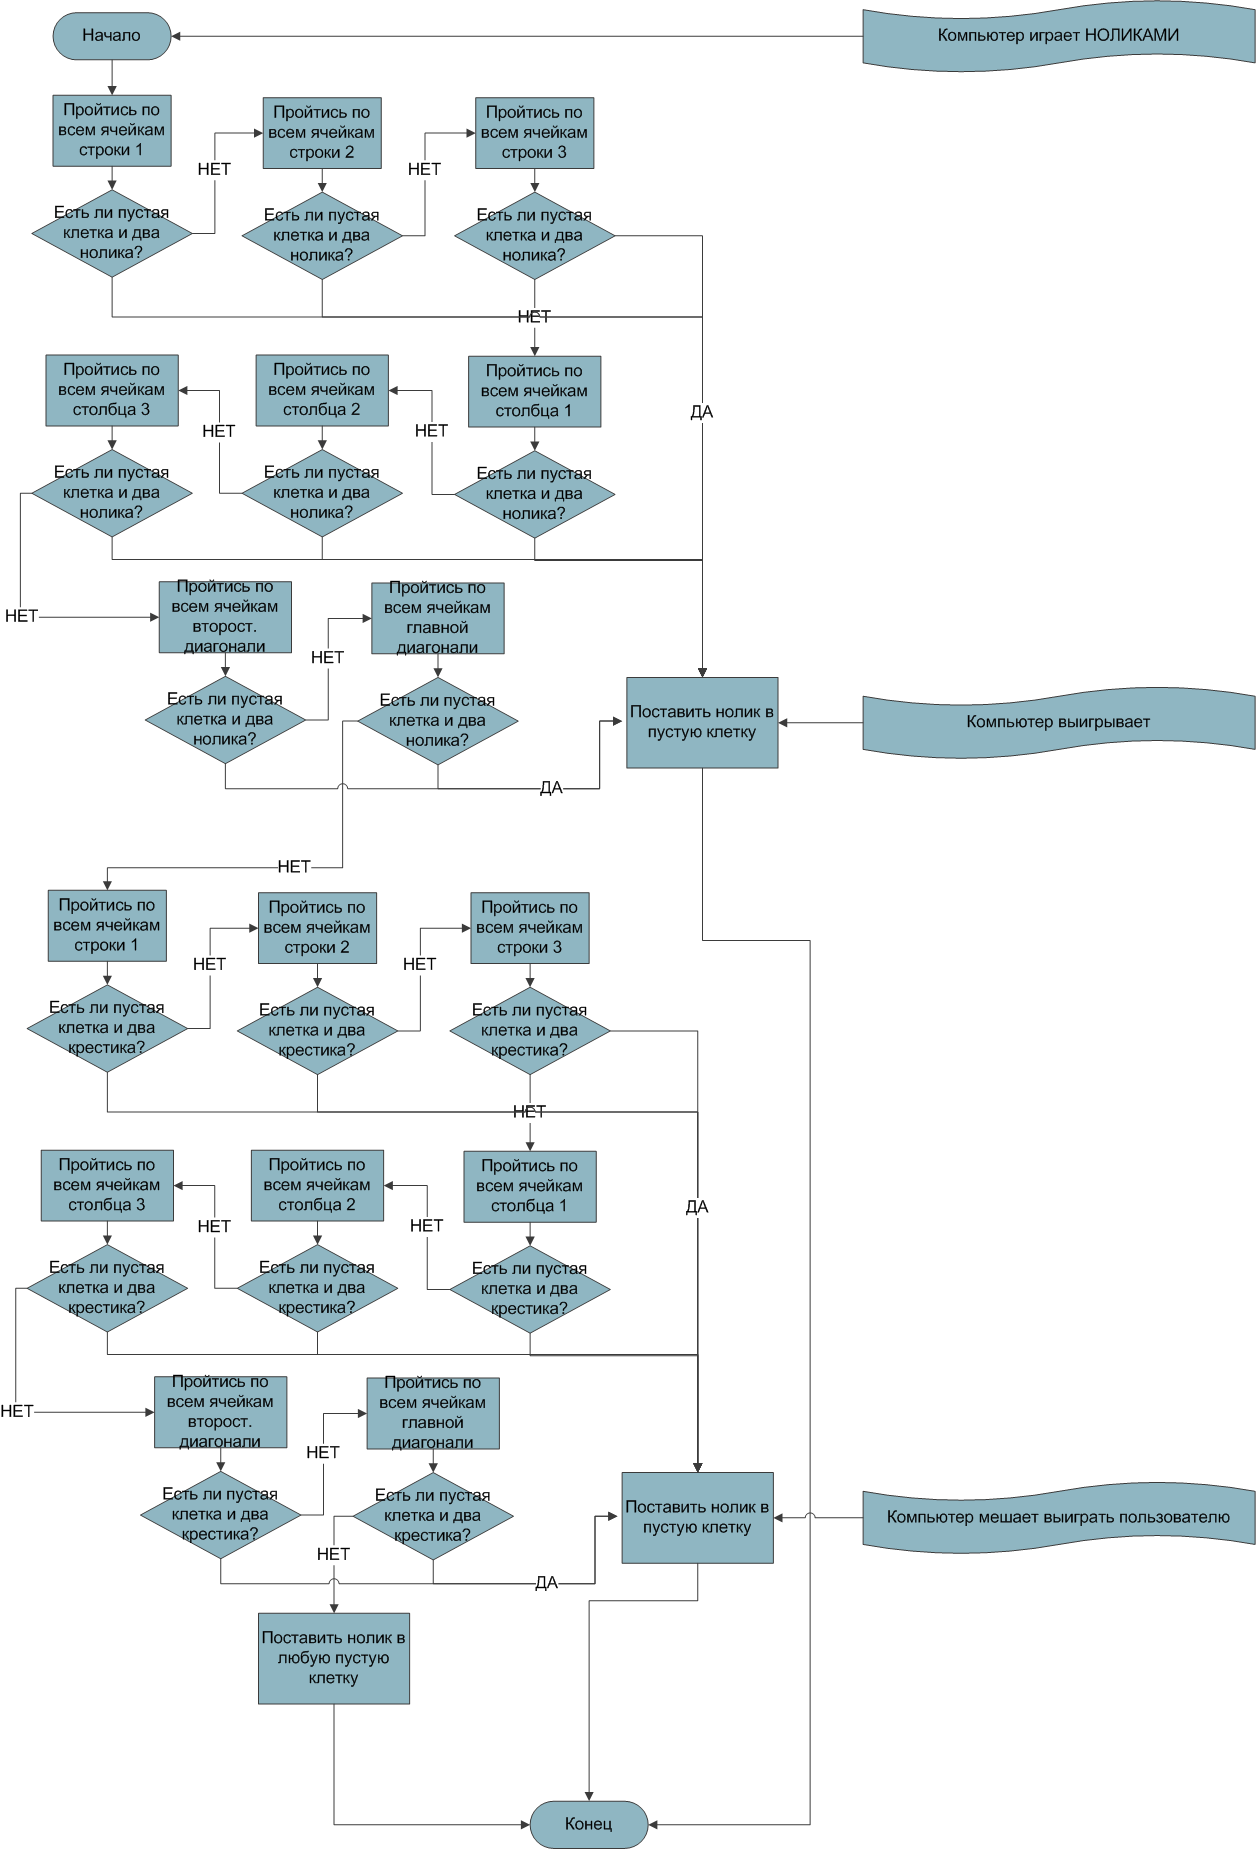 Начало
Компьютер играет НОЛИКАМИ
Пройтись по
всем ячейкам
строки 1
Пройтись по
всем ячейкам
строки 2
Пройтись по
всем ячейкам
строки 3
НЕТ
НЕТ
Есть ли пустая
клетка и два
нолика?
Есть ли пустая
клетка и два
нолика?
Есть ли пустая
клетка и два
нолика?
НЕТ
Пройтись по
всем ячейкам
столбца 3
Пройтись по
всем ячейкам
столбца 2
Пройтись по
всем ячейкам
столбца 1
ДА
НЕТ
НЕТ
Есть ли пустая
клетка и два
нолика?
Есть ли пустая
клетка и два
нолика?
Есть ли пустая
клетка и два
нолика?
НЕТ
Пройтись по
всем ячейкам
второст.
диагонали
Пройтись по
всем ячейкам
главной
диагонали
НЕТ
Есть ли пустая
клетка и два
нолика?
Есть ли пустая
клетка и два
нолика?
Поставить нолик в
пустую клетку
Компьютер выигрывает
ДА
НЕТ
Пройтись по
всем ячейкам
строки 1
Пройтись по
всем ячейкам
строки 2
Пройтись по
всем ячейкам
строки 3
НЕТ
НЕТ
Есть ли пустая
клетка и два
крестика?
Есть ли пустая
клетка и два
крестика?
Есть ли пустая
клетка и два
крестика?
НЕТ
Пройтись по
всем ячейкам
столбца 3
Пройтись по
всем ячейкам
столбца 2
Пройтись по
всем ячейкам
столбца 1
ДА
НЕТ
НЕТ
Есть ли пустая
клетка и два
крестика?
Есть ли пустая
клетка и два
крестика?
Есть ли пустая
клетка и два
крестика?
НЕТ
Пройтись по
всем ячейкам
второст.
диагонали
Пройтись по
всем ячейкам
главной
диагонали
НЕТ
Есть ли пустая
клетка и два
крестика?
Есть ли пустая
клетка и два
крестика?
Поставить нолик в
пустую клетку
Компьютер мешает выиграть пользователю
НЕТ
ДА
Поставить нолик в
любую пустую
клетку
Конец